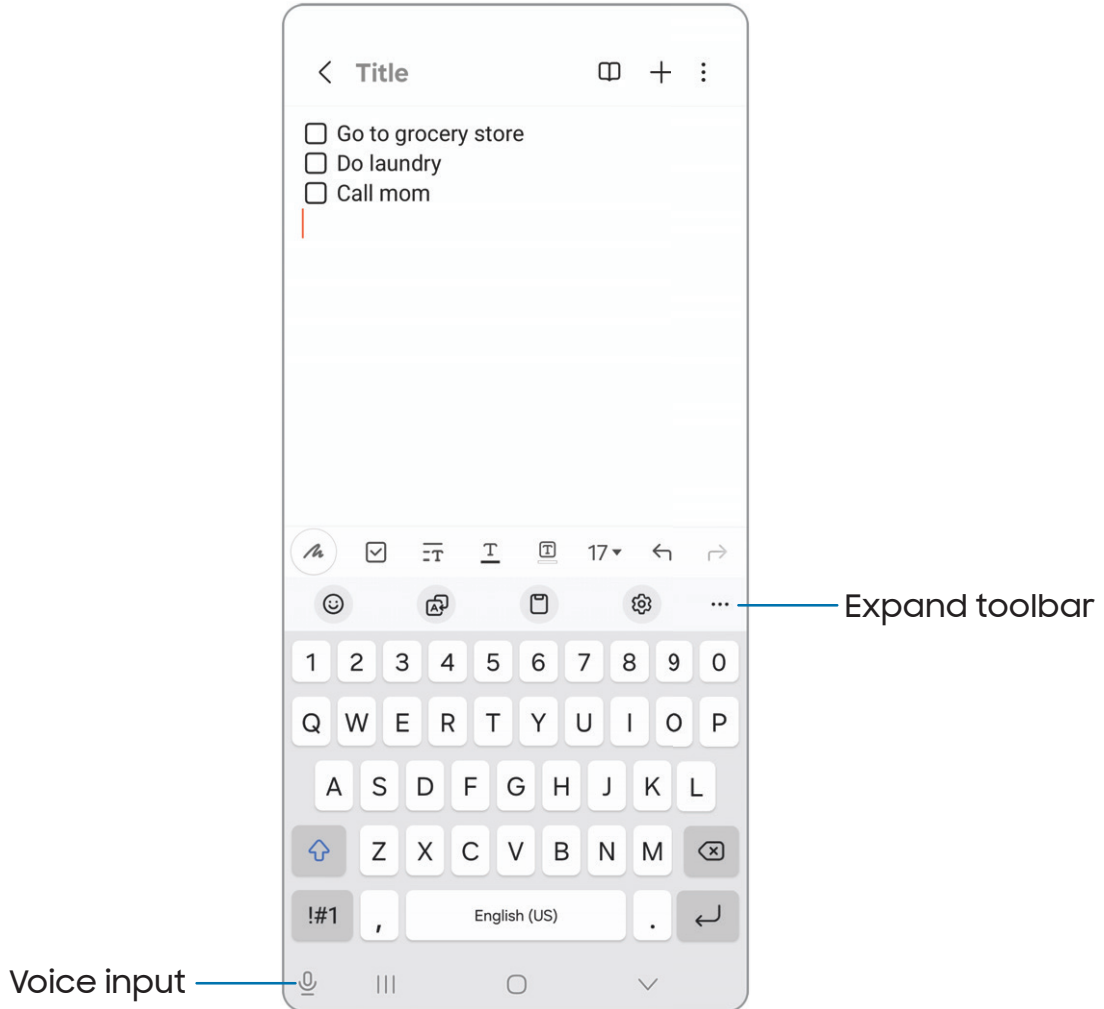 Title
Go to grocery store
Do laundry
Call mom
T T T 17
A
Expand toolbar
1 2 3 4 5 6 7 8 9 0
Q W E R T Y U I O P
A S D F G H J K L
Z X C V B N M
!#1 , English (US) .
Voice input